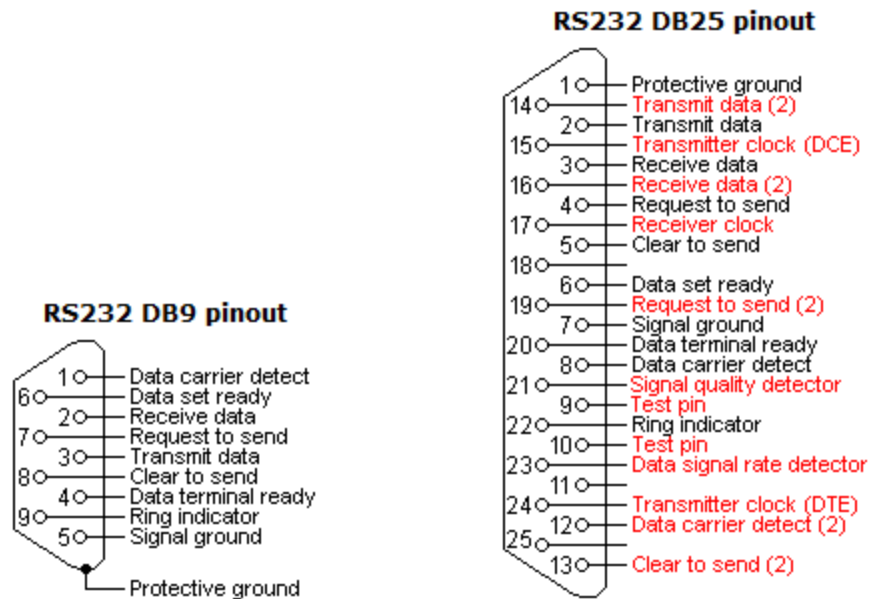 RS232 DB25 pinout
1 Protective ground
14 Transmit data (2)
2 Transmit data
15 Transmitter clock (DCE)
3 Receive data
16 Receive data (2)
4 Request to send
17 Receiver clock
5 Clear to send
18
6 Data set ready
19 Request to send (2)
7 Signal ground
20 Data terminal ready
8 Data carrier detect
21 Signal quality detector
9 Test pin
22 Ring indicator
10 Test pin
23 Data signal rate detector
11
24 Transmitter clock (DTE)
12 Data carrier detect (2)
25
13 Clear to send (2)
RS232 DB9 pinout
1 Data carrier detect
6 Data set ready
2 Receive data
7 Request to send
3 Transmit data
8 Clear to send
4 Data terminal ready
9 Ring indicator
5 Signal ground
Protective ground